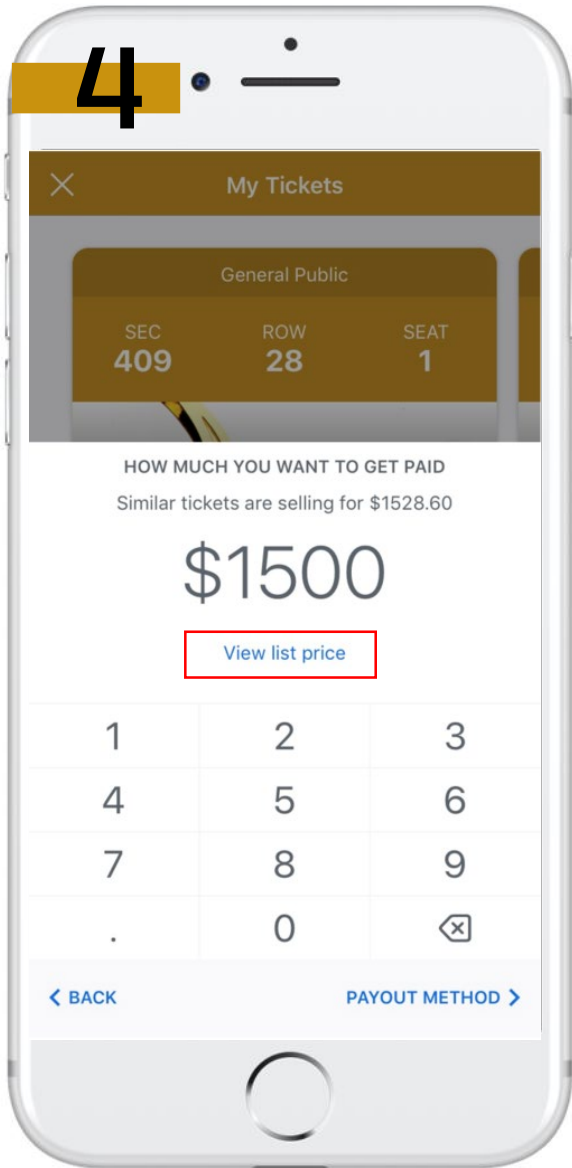 4
My Tickets
General Public
SEC ROW SEAT
409 28 1
HOW MUCH YOU WANT TO GET PAID
Similar tickets are selling for $1528.60
$1500
View list price
1 2 3
4 5 6
7 8 9
. 0
BACK PAYOUT METHOD